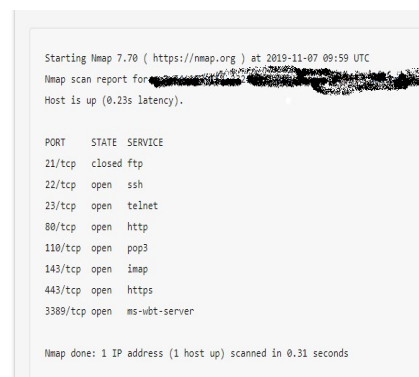 Starting Nmap 7.70 ( https://nmap.org ) at 2019-11-07 09:59 UTC
Nmap scan report for
Host is up (0.23s latency).
PORT STATE SERVICE
21/tcp closed ftp
22/tcp open ssh
23/tcp open telnet
80/tcp open http
110/tcp open pop3
143/tcp open imap
443/tcp open https
3389/tcp open ms-wbt-server
Nmap done: 1 IP address (1 host up) scanned in 0.31 seconds